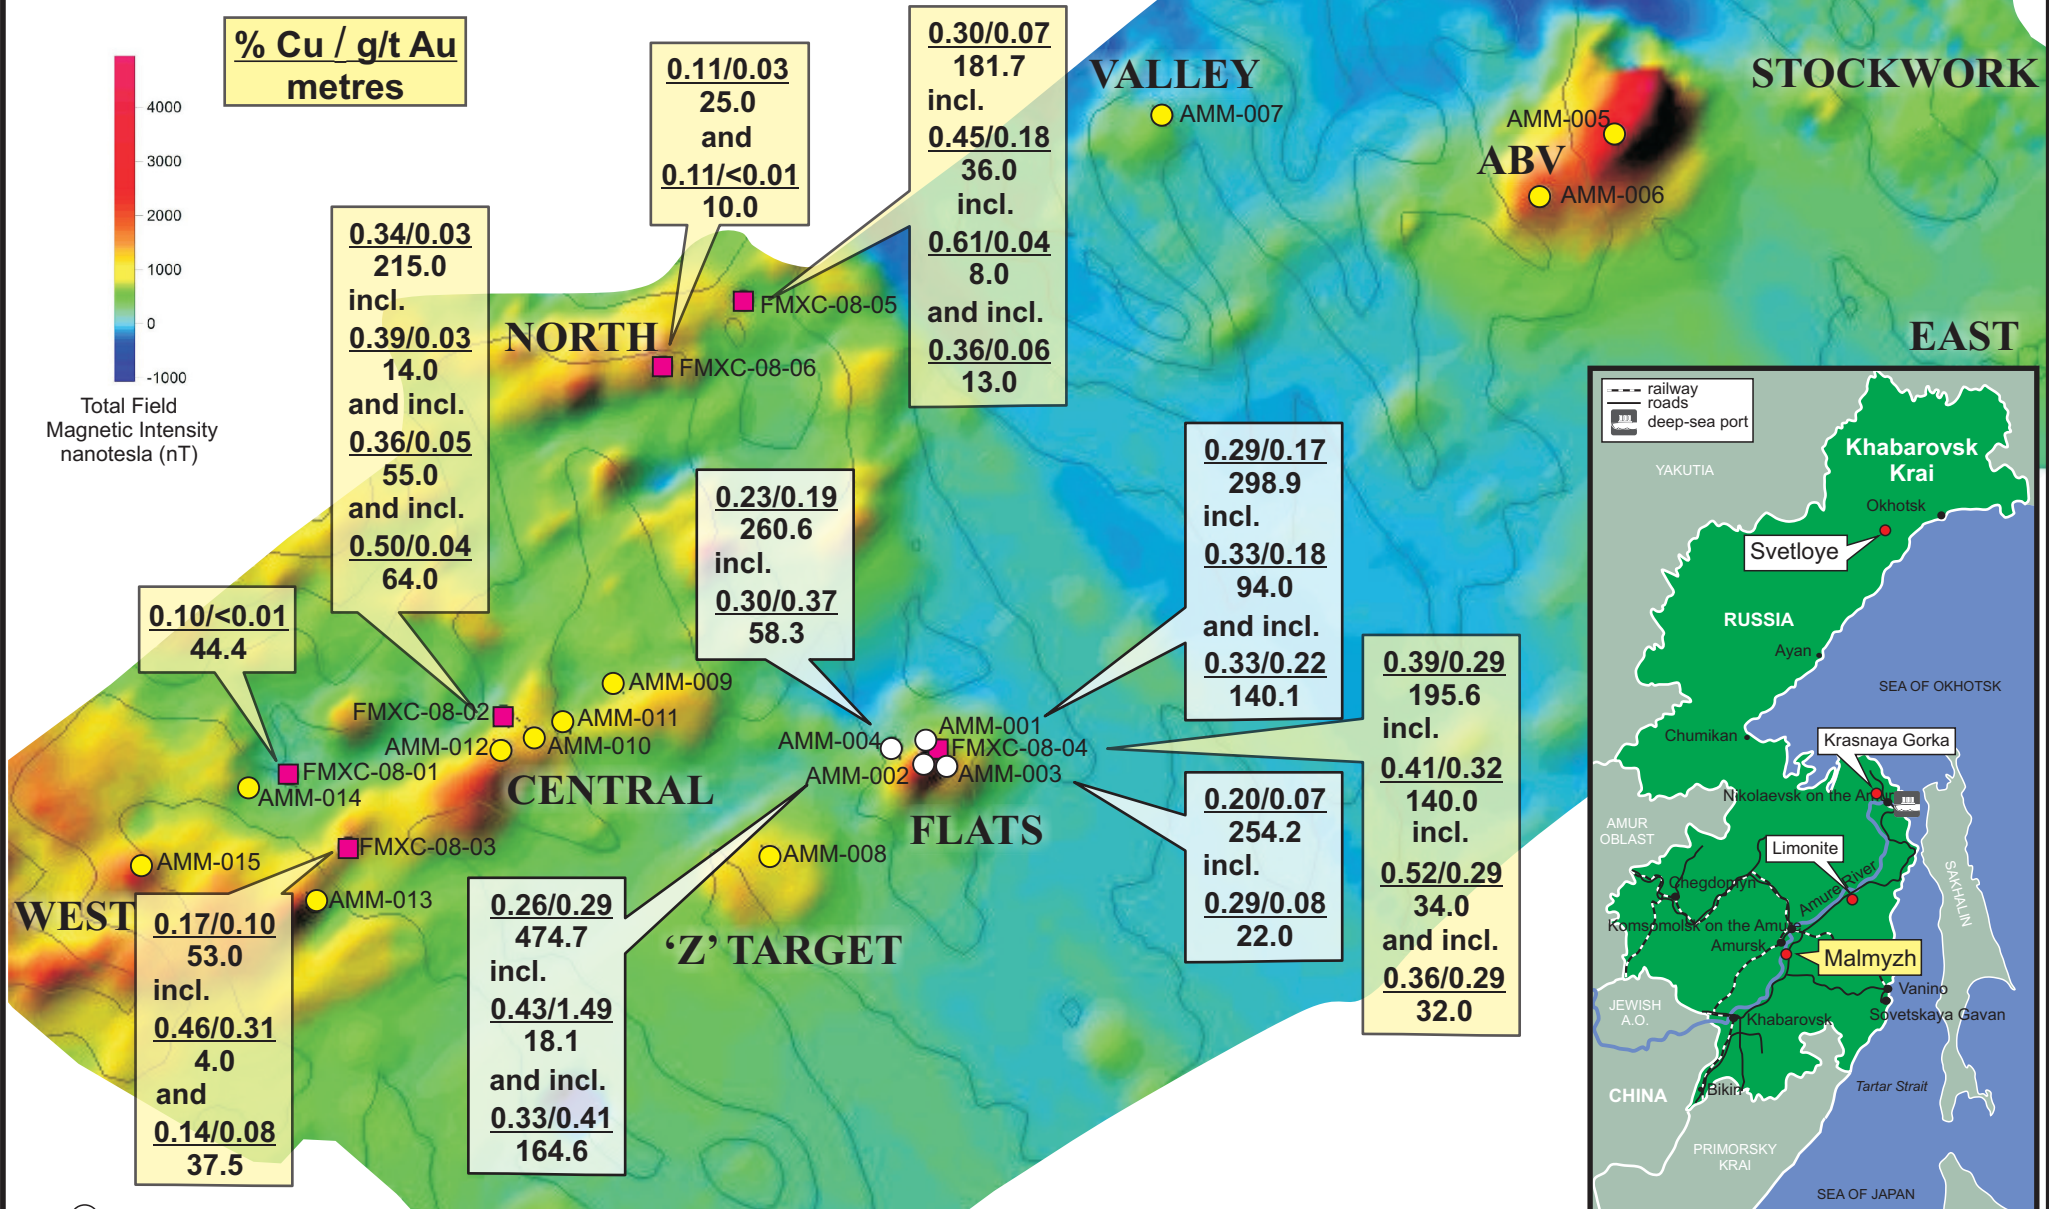 % Cu / g/t Au
metres
4000
3000
2000
1000
0
-1000
Total Field
Magnetic Intensity
nanotesla (nT)
0.11/0.03
25.0
and
0.11/<0.01
10.0
0.30/0.07
181.7
incl.
0.45/0.18
36.0
incl.
0.61/0.04
8.0
and incl.
0.36/0.06
13.0
VALLEY
AMM-007
STOCKWORK
AMM-005
ABV
AMM-006
EAST
0.34/0.03
215.0
incl.
0.39/0.03
14.0
and incl.
0.36/0.05
55.0
and incl.
0.50/0.04
64.0
NORTH
FMXC-08-05
FMXC-08-06
0.10/<0.01
44.4
0.23/0.19
260.6
incl.
0.30/0.37
58.3
0.29/0.17
298.9
incl.
0.33/0.18
94.0
and incl.
0.33/0.22
140.1
0.39/0.29
195.6
incl.
0.41/0.32
140.0
incl.
0.52/0.29
34.0
and incl.
0.36/0.29
32.0
0.20/0.07
254.2
incl.
0.29/0.08
22.0
AMM-009
FMXC-08-02
AMM-011
AMM-012
AMM-010
FMXC-08-01
AMM-014
CENTRAL
FMXC-08-03
AMM-015
AMM-013
WEST
AMM-001
AMM-004
FMXC-08-04
AMM-002
AMM-003
FLATS
AMM-008
'Z' TARGET
0.17/0.10
53.0
incl.
0.46/0.31
4.0
and
0.14/0.08
37.5
0.26/0.29
474.7
incl.
0.43/1.49
18.1
and incl.
0.33/0.41
164.6
railway
roads
deep-sea port
YAKUTIA
Khabarovsk
Krai
Okhotsk
Svetloye
RUSSIA
Ayan
SEA OF OKHOTSK
Chumikan
Krasnaya Gorka
Nikolaevsk on the Amur
AMUR
OBLAST
Limonite
SAKHALIN
Chegdomyn
Amure River
Komsomolsk on the Amure
Amursk
Malmyzh
Vanino
JEWISH
A.O.
Khabarovsk
Sovetskaya Gavan
Bikin
CHINA
Tartar Strait
PRIMORSKY
KRAI
SEA OF JAPAN